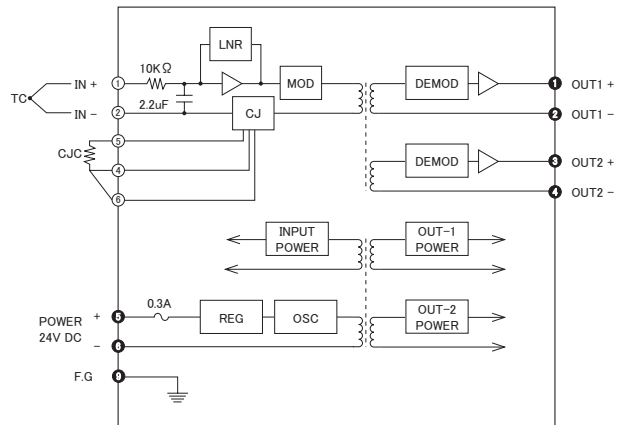 LNR
10KΩ
TC
IN +
1
MOD
DEMOD
1
OUT1 +
IN −
2
2.2uF
CJ
2
OUT1 −
5
CJC
4
6
DEMOD
3
OUT2 +
4
OUT2 −
INPUT
POWER
OUT-1
POWER
POWER
24V DC
+
5
0.3A
REG
OSC
OUT-2
POWER
−
6
F.G
9